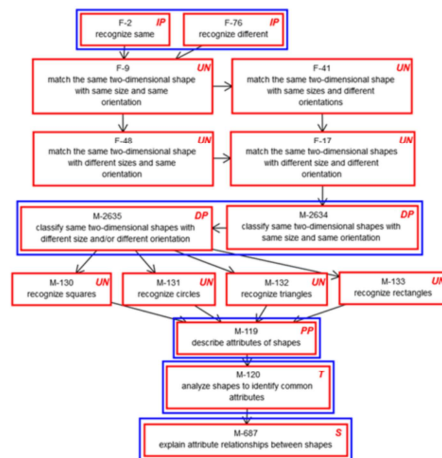 F-2 IP
recognize same
F-76 IP
recognize different
F-9 UN
match the same two-dimensional shape
with same size and same
orientation
F-41 UN
match the same two-dimensional shape
with same sizes and different
orientations
F-48 UN
match the same two-dimensional shape
with different sizes and same
orientation
F-17 UN
match the same two-dimensional shapes
with different size and different
orientation
M-2635 DP
classify same two-dimensional shapes with
different size and/or different orientation
M-2634 DP
classify same two-dimensional shapes with
same size and same orientation
M-130 UN
recognize squares
M-131 UN
recognize circles
M-132 UN
recognize triangles
M-133 UN
recognize rectangles
M-119 PP
describe attributes of shapes
M-120 T
analyze shapes to identify common
attributes
M-687 S
explain attribute relationships between shapes